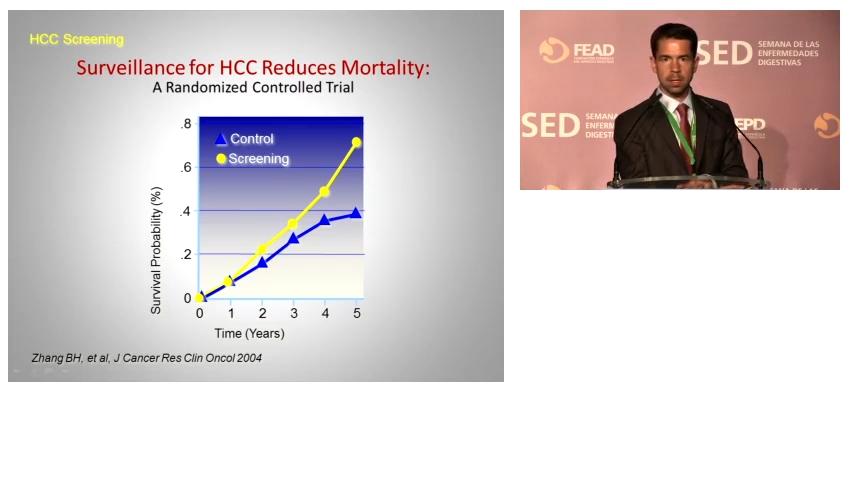 HCC Screening
Surveillance for HCC Reduces Mortality:
A Randomized Controlled Trial
.8
.6
.4
.2
0
Survival Probability (%)
Control
Screening
0 1 2 3 4 5
Time (Years)
Zhang BH, et al, J Cancer Res Clin Oncol 2004
FEAD
SED
SEMANA DE LAS
ENFERMEDADES
DIGESTIVAS
SED
SEMANA
ENFERM
DIGEST
EPD